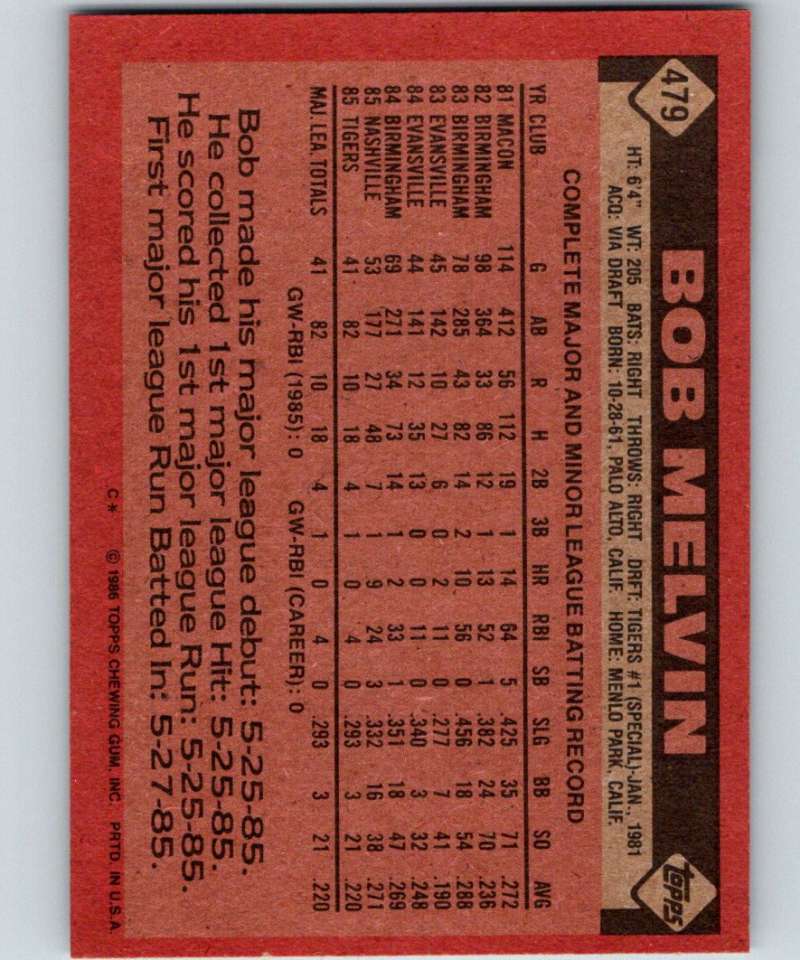 479
BOB MELVIN
topps
HT: 6'4" WT: 205 BATS: RIGHT THROWS: RIGHT DRFT: TIGERS #1 (SPECIAL)-JAN., 1981
ACQ: VIA DRAFT BORN: 10-28-61, PALO ALTO, CALIF. HOME: MENLO PARK, CALIF.
COMPLETE MAJOR AND MINOR LEAGUE BATTING RECORD
YR CLUB G AB R H 2B 3B HR RBI SB SLG BB SO AVG
81 MACON 114 412 56 112 19 1 14 64 5 .425 35 71 .272
82 BIRMINGHAM 98 364 33 86 12 1 13 52 1 .382 24 70 .236
83 BIRMINGHAM 78 285 43 82 14 2 10 56 0 .456 18 54 .288
83 EVANSVILLE 45 142 10 27 6 0 2 11 0 .277 7 41 .190
84 EVANSVILLE 44 141 12 35 13 0 0 11 0 .340 3 32 .248
84 BIRMINGHAM 69 271 34 73 14 1 2 33 1 .351 18 47 .269
85 NASHVILLE 53 177 27 48 7 1 9 24 3 .332 16 38 .271
85 TIGERS 41 82 10 18 4 1 0 4 0 .293 3 21 .220
MAJ. LEA. TOTALS 41 82 10 18 4 1 0 4 0 .293 3 21 .220
GW-RBI (1985): 0 GW-RBI (CAREER): 0
Bob made his major league debut: 5-25-85.
He collected 1st major league Hit: 5-25-85.
He scored his 1st major league Run: 5-25-85.
First major league Run Batted In: 5-27-85.
C* © 1986 TOPPS CHEWING GUM, INC. PRTD. IN U.S.A.